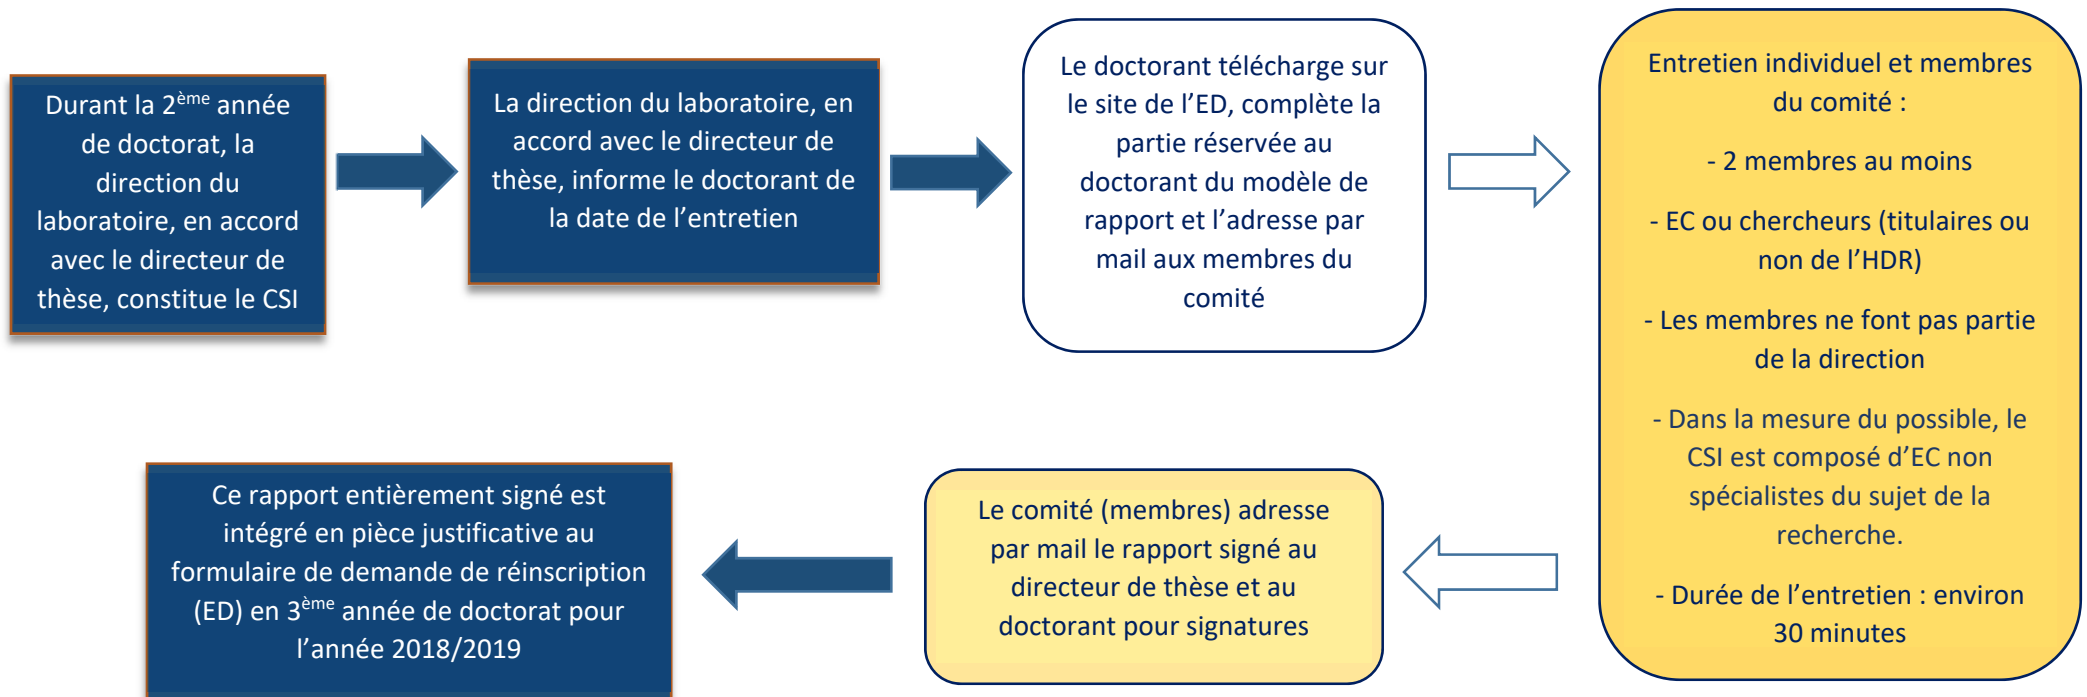 Durant la 2ème année
de doctorat, la
direction du
laboratoire, en accord
avec le directeur de
thèse, constitue le CSI
La direction du laboratoire, en
accord avec le directeur de
thèse, informe le doctorant de
la date de l’entretien
Le doctorant télécharge sur
le site de l’ED, complète la
partie réservée au
doctorant du modèle de
rapport et l’adresse par
mail aux membres du
comité
Entretien individuel et membres
du comité :
- 2 membres au moins
- EC ou chercheurs (titulaires ou
non de l’HDR)
- Les membres ne font pas partie
de la direction
- Dans la mesure du possible, le
CSI est composé d’EC non
spécialistes du sujet de la
recherche.
- Durée de l’entretien : environ
30 minutes
Le comité (membres) adresse
par mail le rapport signé au
directeur de thèse et au
doctorant pour signatures
Ce rapport entièrement signé est
intégré en pièce justificative au
formulaire de demande de réinscription
(ED) en 3ème année de doctorat pour
l’année 2018/2019